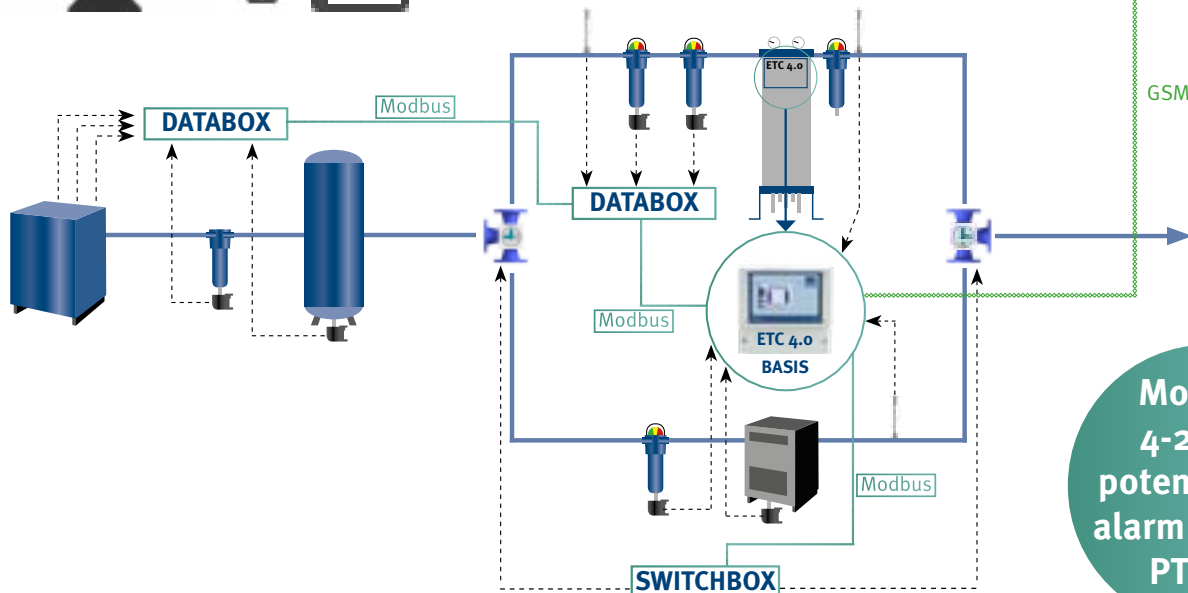 ETC 4.0
GSM
Modbus
DATABOX
DATABOX
Modbus
ETC 4.0
BASIS
Mo
4-2
poten
alarm
PT
Modbus
SWITCHBOX